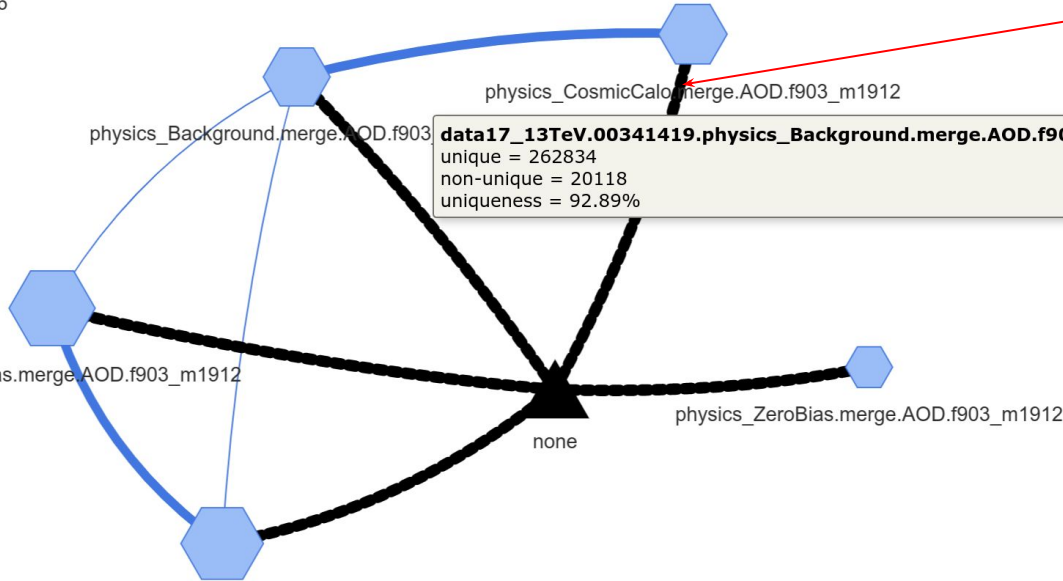 physics_CosmicCalo.merge.AOD.f903_m1912
physics_Background.merge.AOD.f903_
data17_13TeV.00341419.physics_Background.merge.AOD.f90
unique = 262834
non-unique = 20118
uniqueness = 92.89%
as.merge.AOD.f903_m1912
physics_ZeroBias.merge.AOD.f903_m1912
none